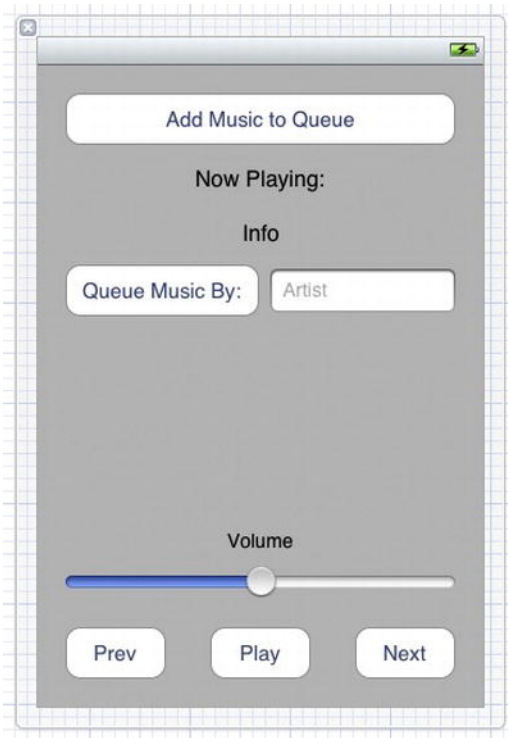 Add Music to Queue
Now Playing:
Info
Queue Music By: Artist
Volume
Prev Play Next